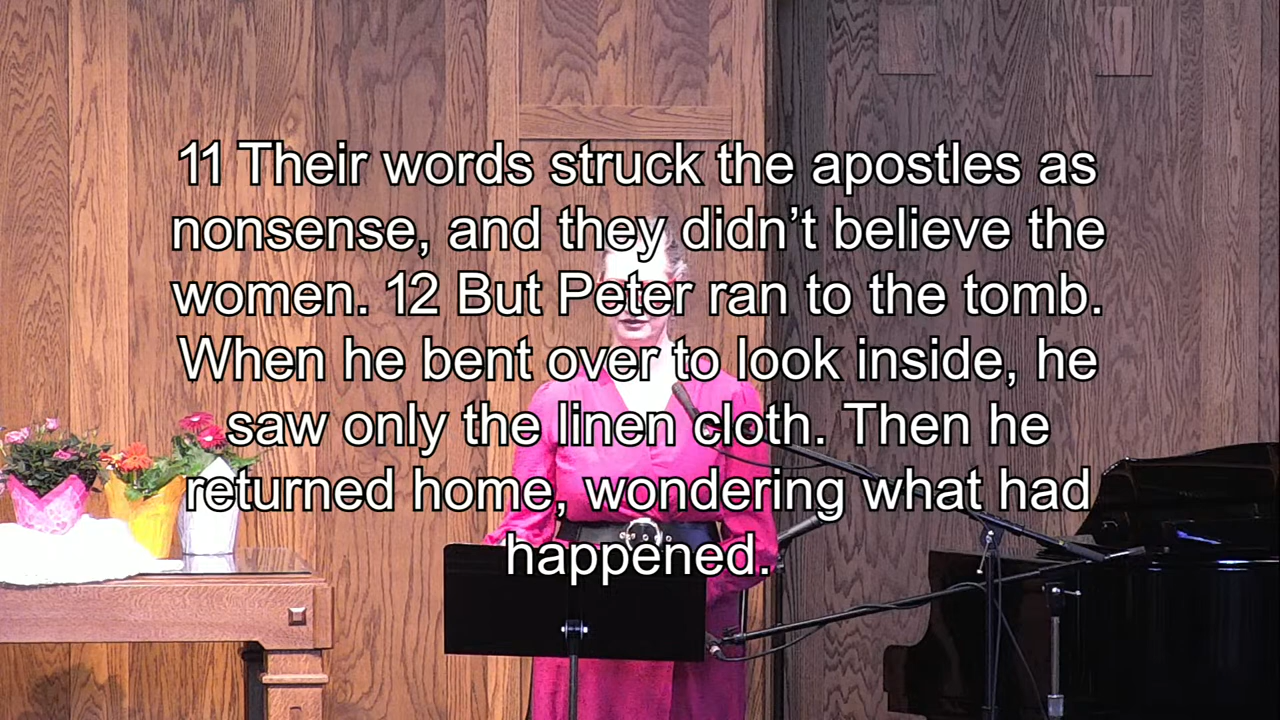 11 Their words struck the apostles as
nonsense, and they didn’t believe the
women. 12 But Peter ran to the tomb.
When he bent over to look inside, he
saw only the linen cloth. Then he
returned home, wondering what had
happened.